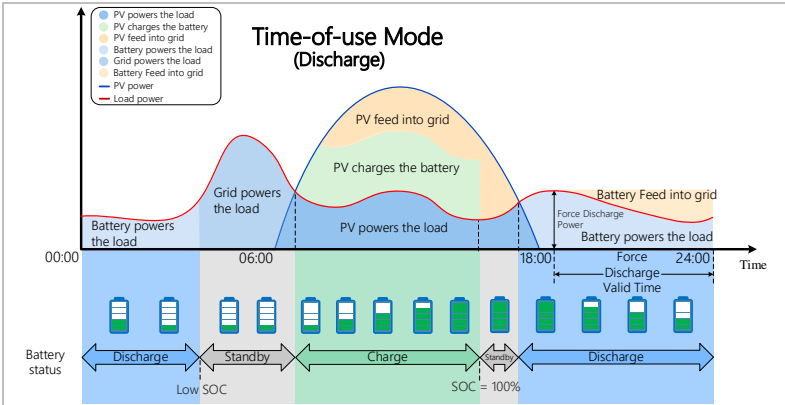 PV powers the load
PV charges the battery
PV feed into grid
Battery powers the load
Grid powers the load
Battery Feed into grid
PV power
Load power
Time-of-use Mode
(Discharge)
PV feed into grid
PV charges the battery
Grid powers
the load
PV powers the load
Battery powers
the load
Battery Feed into grid
Force Discharge
Power
Battery powers the load
00:00
06:00
18:00
Force
24:00
Time
Discharge
Valid Time
Battery
status
Discharge
Standby
Charge
Standby
Discharge
Low SOC
SOC = 100%